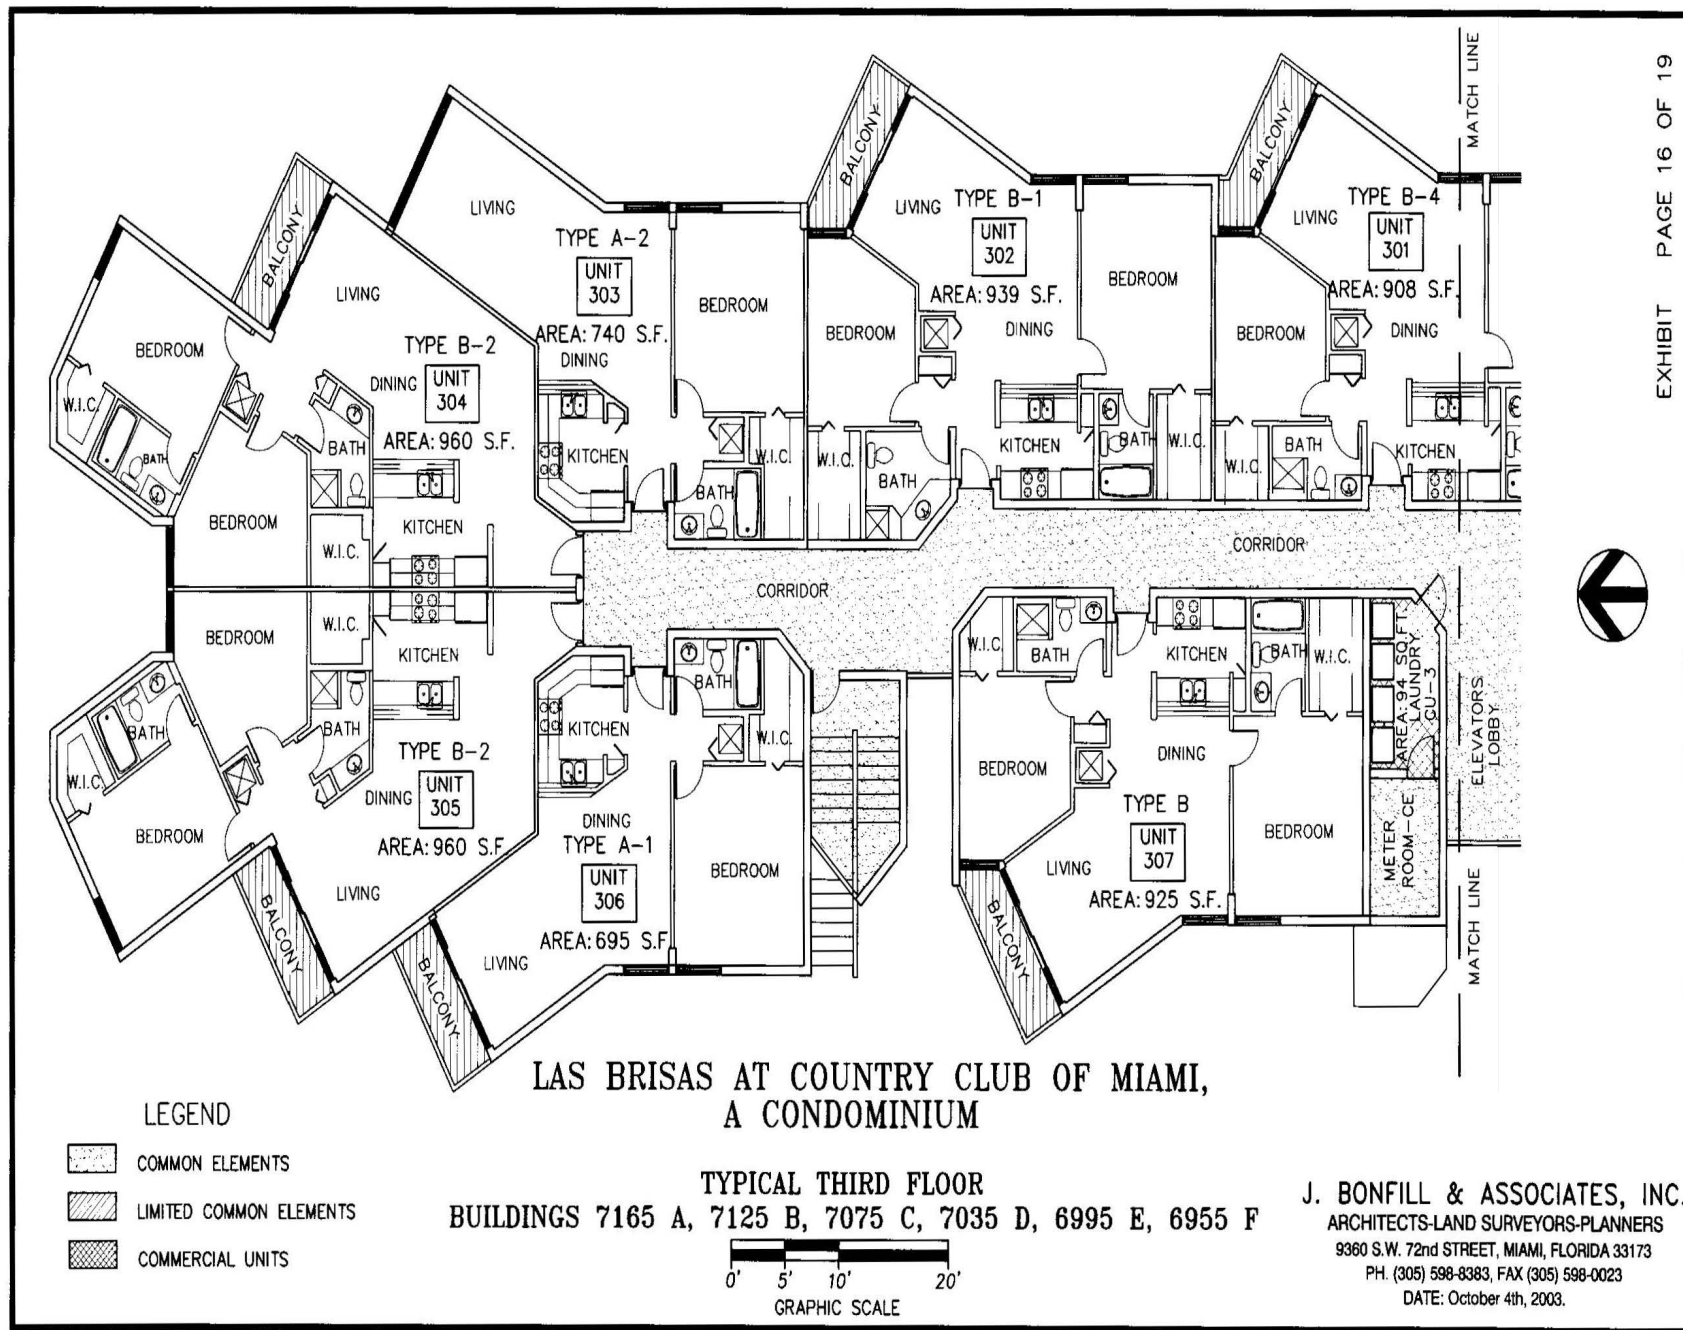 EXHIBIT PAGE 16 OF 19
MATCH LINE
BALCONY
BALCONY
LIVING
TYPE A-2
UNIT
303
AREA: 740 S.F.
DINING
BEDROOM
KITCHEN
BATH
W.I.C.
LIVING
TYPE B-1
UNIT
302
AREA: 939 S.F.
DINING
BEDROOM
BEDROOM
KITCHEN
BATH
W.I.C.
W.I.C.
BATH
LIVING
TYPE B-4
UNIT
301
AREA: 908 S.F.
DINING
BEDROOM
KITCHEN
BATH
W.I.C.
BALCONY
LIVING
TYPE B-2
UNIT
304
AREA: 960 S.F.
DINING
BEDROOM
W.I.C.
BATH
BATH
BEDROOM
KITCHEN
W.I.C.
CORRIDOR
CORRIDOR
BEDROOM
W.I.C.
KITCHEN
BATH
BATH
W.I.C.
TYPE B-2
UNIT
305
AREA: 960 S.F
DINING
BEDROOM
LIVING
BALCONY
BATH
KITCHEN
W.I.C.
DINING
TYPE A-1
UNIT
306
AREA: 695 S.F
BEDROOM
LIVING
BALCONY
W.I.C.
BATH
KITCHEN
BATH
W.I.C.
DINING
BEDROOM
TYPE B
UNIT
307
AREA: 925 S.F.
BEDROOM
LIVING
BALCONY
AREA: 94 SQ.FT.
LAUNDRY
CU-3
METER
ROOM-CE
ELEVATORS
LOBBY
MATCH LINE
LAS BRISAS AT COUNTRY CLUB OF MIAMI,
A CONDOMINIUM
LEGEND
COMMON ELEMENTS
LIMITED COMMON ELEMENTS
COMMERCIAL UNITS
TYPICAL THIRD FLOOR
BUILDINGS 7165 A, 7125 B, 7075 C, 7035 D, 6995 E, 6955 F
0' 5' 10' 20'
GRAPHIC SCALE
J. BONFILL & ASSOCIATES, INC.
ARCHITECTS-LAND SURVEYORS-PLANNERS
9360 S.W. 72nd STREET, MIAMI, FLORIDA 33173
PH. (305) 598-8383, FAX (305) 598-0023
DATE: October 4th, 2003.